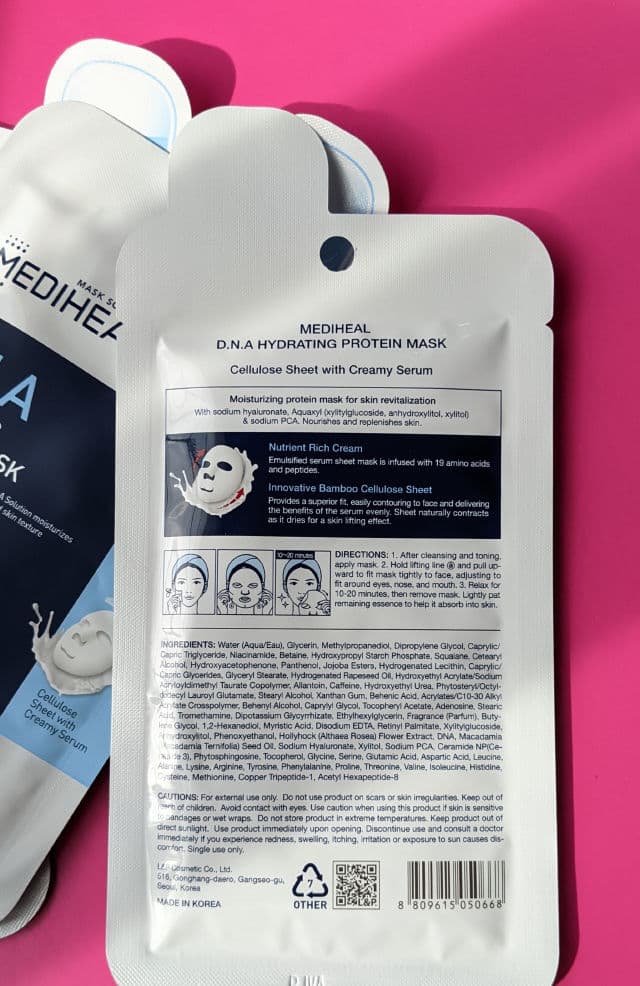 MEDIHEAL
D.N.A HYDRATING PROTEIN MASK
Cellulose Sheet with Creamy Serum
Moisturizing protein mask for skin revitalization
With sodium hyaluronate, Aquaxyl (xylitylglucoside, anhydroxylitol, xylitol)
& sodium PCA. Nourishes and replenishes skin.
Nutrient Rich Cream
Emulsified serum sheet mask is infused with 19 amino acids
and peptides.
Innovative Bamboo Cellulose Sheet
Provides a superior fit, easily contouring to face and delivering
the benefits of the serum evenly. Sheet naturally contracts
as it dries for a skin lifting effect.
10~20 minutes
DIRECTIONS: 1. After cleansing and toning,
apply mask. 2. Hold lifting line ⓐ and pull up-
ward to fit mask tightly to face, adjusting to
fit around eyes, nose, and mouth. 3. Relax for
10-20 minutes, then remove mask. Lightly pat
remaining essence to help it absorb into skin.
INGREDIENTS: Water (Aqua/Eau), Glycerin, Methylpropanediol, Dipropylene Glycol, Caprylic/
Capric Triglyceride, Niacinamide, Betaine, Hydroxypropyl Starch Phosphate, Squalane, Cetearyl
Alcohol, Hydroxyacetophenone, Panthenol, Jojoba Esters, Hydrogenated Lecithin, Caprylic/
Capric Glycerides, Glyceryl Stearate, Hydrogenated Rapeseed Oil, Hydroxyethyl Acrylate/Sodium
Acryloyldimethyl Taurate Copolymer, Allantoin, Caffeine, Hydroxyethyl Urea, Phytosteryl/Octyl-
dodecyl Lauroyl Glutamate, Stearyl Alcohol, Xanthan Gum, Behenic Acid, Acrylates/C10-30 Alkyl
Acrylate Crosspolymer, Behenyl Alcohol, Caprylyl Glycol, Tocopheryl Acetate, Adenosine, Stearic
Acid, Tromethamine, Dipotassium Glycyrrhizate, Ethylhexylglycerin, Fragrance (Parfum), Buty-
lene Glycol, 1,2-Hexanediol, Myristic Acid, Disodium EDTA, Retinyl Palmitate, Xylitylglucoside,
Anhydroxylitol, Phenoxyethanol, Hollyhock (Althaea Rosea) Flower Extract, DNA, Macadamia
(Macadamia Ternifolia) Seed Oil, Sodium Hyaluronate, Xylitol, Sodium PCA, Ceramide NP(Ce-
ramide 3), Phytosphingosine, Tocopherol, Glycine, Serine, Glutamic Acid, Aspartic Acid, Leucine,
Alanine, Lysine, Arginine, Tyrosine, Phenylalanine, Proline, Threonine, Valine, Isoleucine, Histidine,
Cysteine, Methionine, Copper Tripeptide-1, Acetyl Hexapeptide-8
CAUTIONS: For external use only. Do not use product on scars or skin irregularities. Keep out of
reach of children. Avoid contact with eyes. Use caution when using this product if skin is sensitive
to bandages or wet wraps. Do not store product in extreme temperatures. Keep product out of
direct sunlight. Use product immediately upon opening. Discontinue use and consult a doctor
immediately if you experience redness, swelling, itching, irritation or exposure to sun causes dis-
comfort. Single use only.
L&P Cosmetic Co., Ltd.
516, Gonghang-daero, Gangseo-gu,
Seoul, Korea
MADE IN KOREA
7
OTHER
L&P
8 809615 050668
MASK
MEDIHEA
A
SK
A Solution moisturizes
skin texture
Cellulose
Sheet with
Creamy Serum